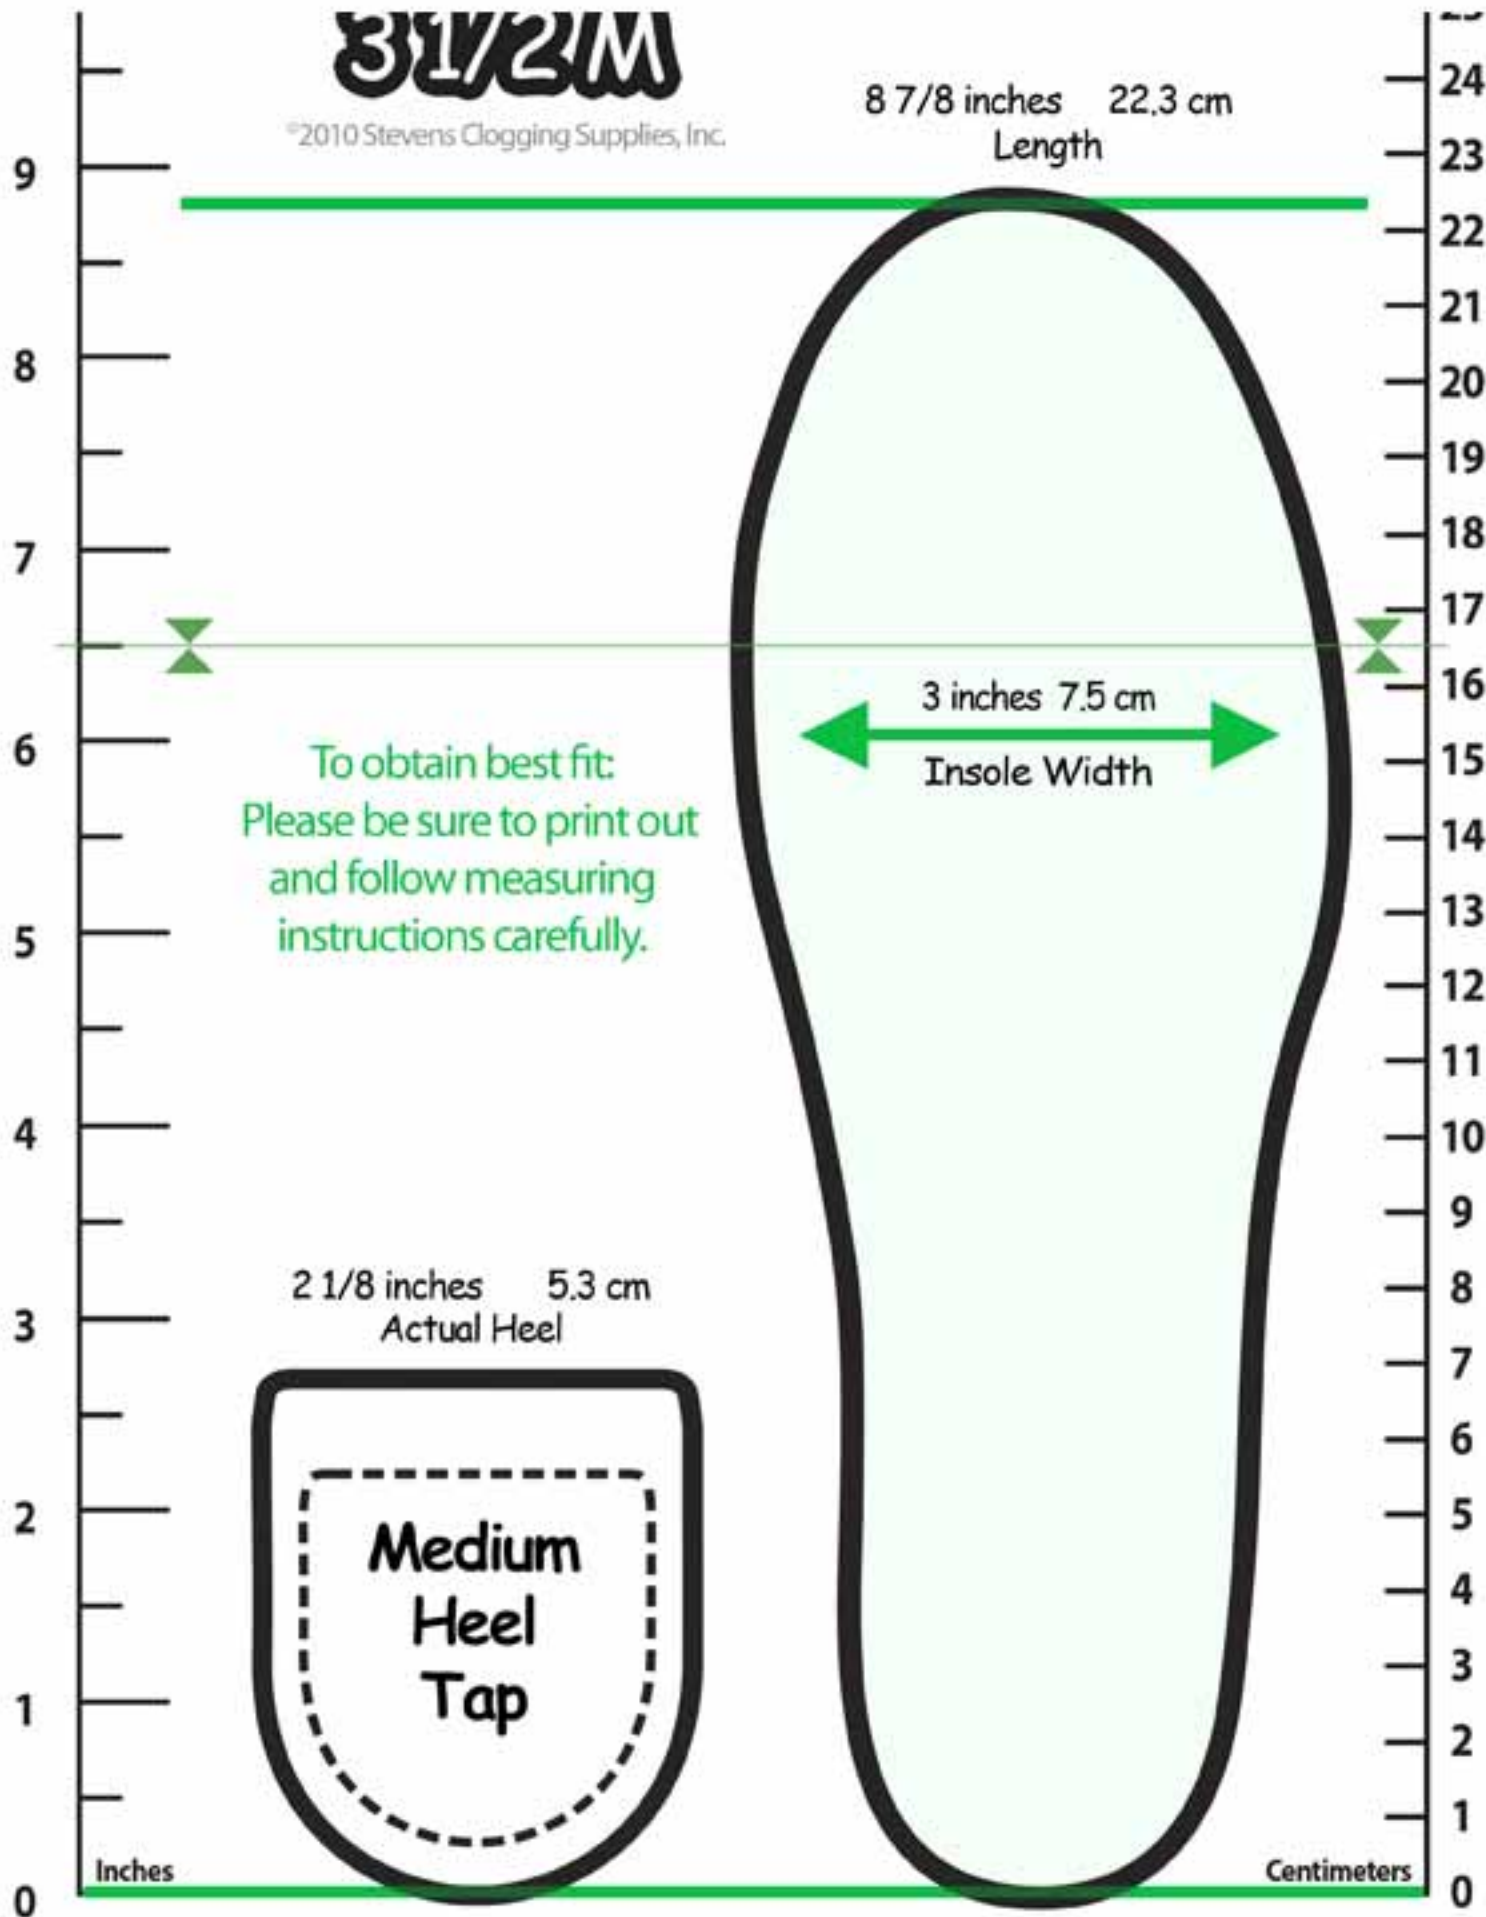 3 1/2 M
©2010 Stevens Clogging Supplies, Inc.
8 7/8 inches 22.3 cm
Length
3 inches 7.5 cm
Insole Width
To obtain best fit:
Please be sure to print out
and follow measuring
instructions carefully.
2 1/8 inches 5.3 cm
Actual Heel
Medium
Heel
Tap
9
8
7
6
5
4
3
2
1
0
Inches
24
23
22
21
20
19
18
17
16
15
14
13
12
11
10
9
8
7
6
5
4
3
2
1
0
Centimeters